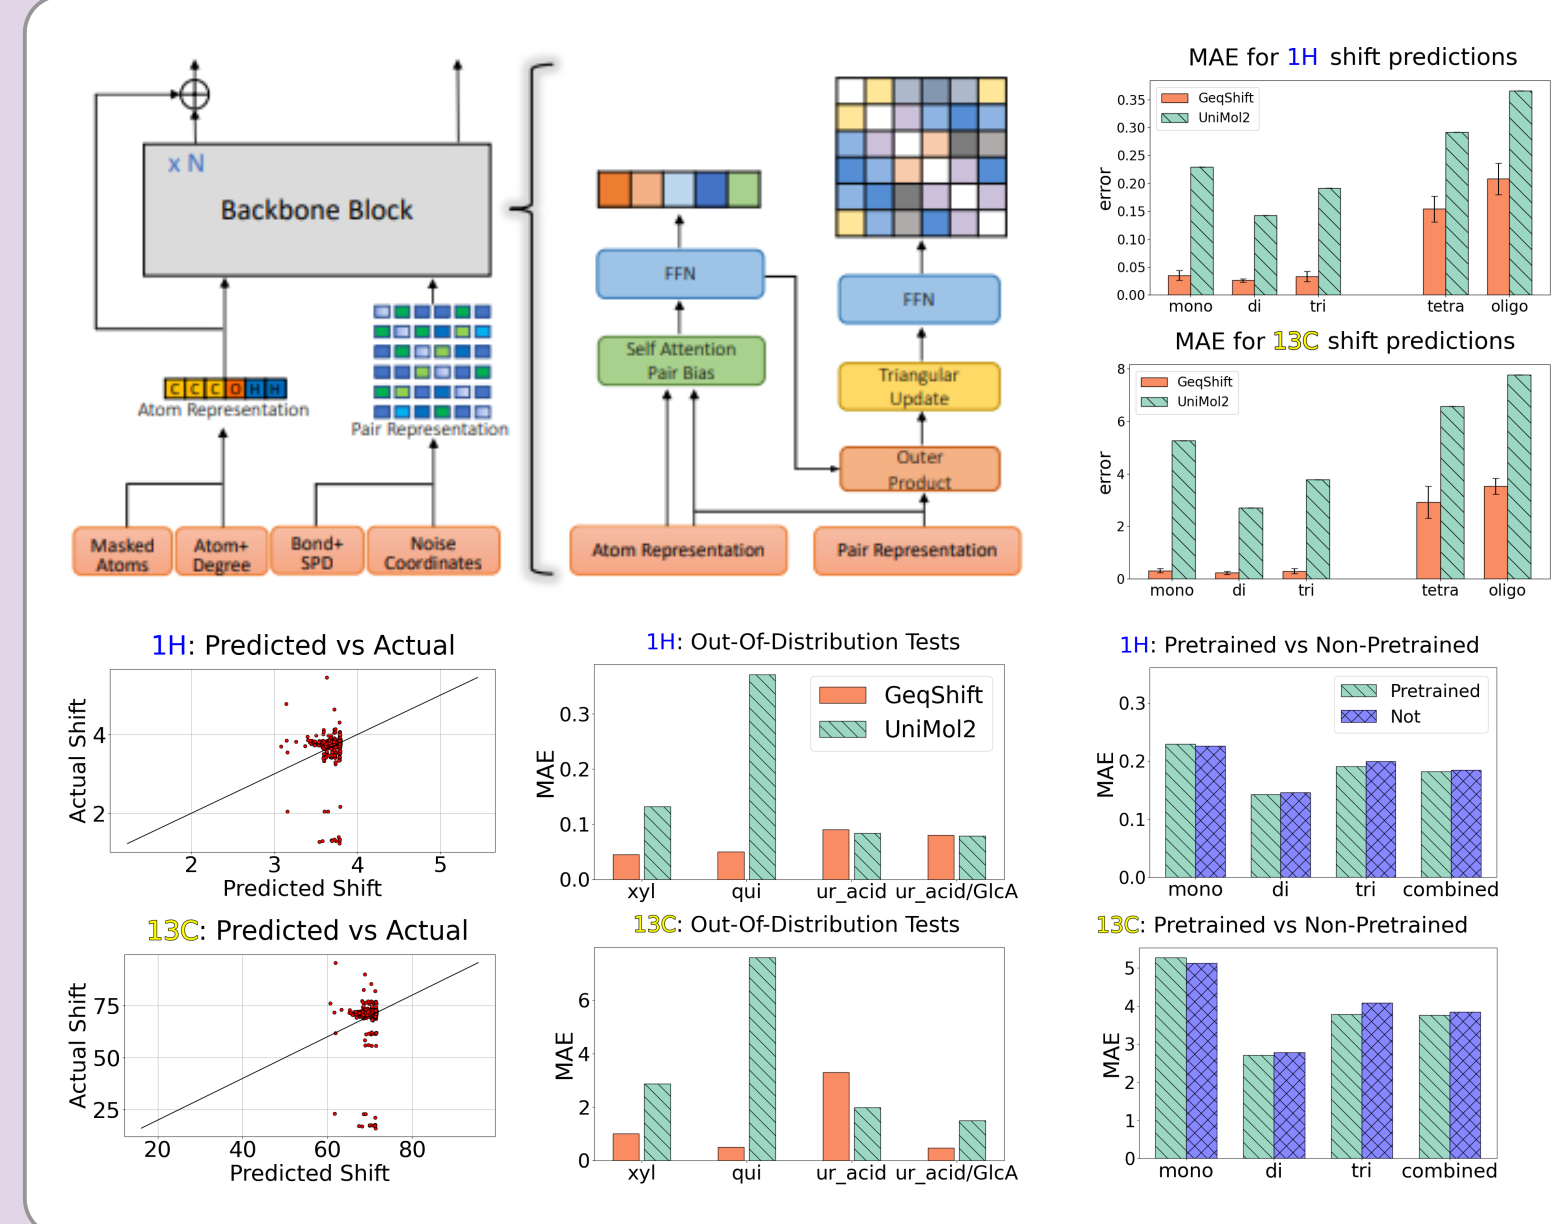 x N
Backbone Block
C C C O H H
Atom Representation
Pair Representation
Masked
Atoms
Atom+
Degree
Bond+
SPD
Noise
Coordinates
FFN
Self Attention
Pair Bias
FFN
Triangular
Update
Outer
Product
Atom Representation
Pair Representation
MAE for 1H shift predictions
GeqShift
UniMol2
error
0.35
0.30
0.25
0.20
0.15
0.10
0.05
0.00
mono
di
tri
tetra
oligo
MAE for 13C shift predictions
GeqShift
UniMol2
error
8
6
4
2
0
mono
di
tri
tetra
oligo
1H: Predicted vs Actual
Actual Shift
4
2
2
3
4
5
Predicted Shift
1H: Out-Of-Distribution Tests
GeqShift
UniMol2
MAE
0.3
0.2
0.1
0.0
xyl
qui
ur_acid
ur_acid/GlcA
1H: Pretrained vs Non-Pretrained
Pretrained
Not
MAE
0.3
0.2
0.1
0.0
mono
di
tri
combined
13C: Predicted vs Actual
Actual Shift
75
50
25
20
40
60
80
Predicted Shift
13C: Out-Of-Distribution Tests
MAE
6
4
2
0
xyl
qui
ur_acid
ur_acid/GlcA
13C: Pretrained vs Non-Pretrained
MAE
5
4
3
2
1
0
mono
di
tri
combined